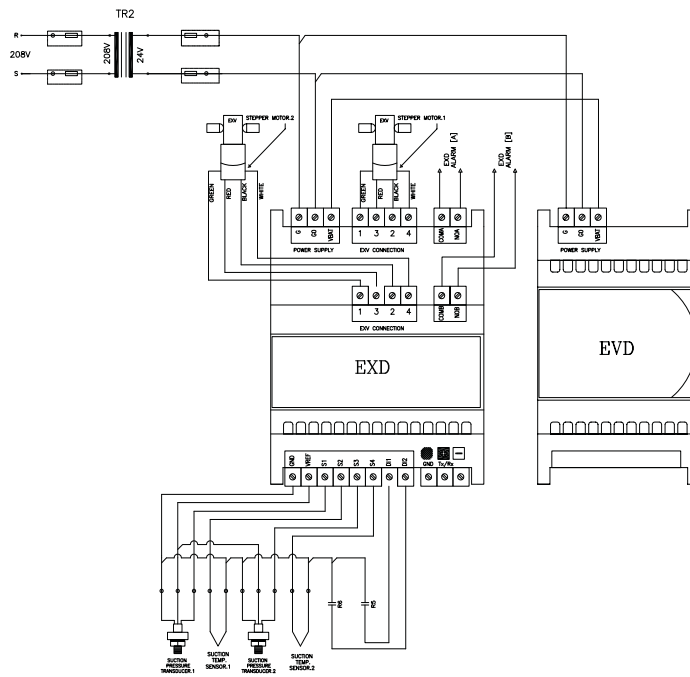 TR2
R
208V
S
208V
24V
EXV
STEPPER MOTOR.2
EXV
STEPPER MOTOR.1
EXD
ALARM [A]
EXD
ALARM [B]
GREEN
RED
BLACK
WHITE
GREEN
RED
BLACK
WHITE
G
G0
VBAT
POWER SUPPLY
1 3 2 4
EXV CONNECTION
COMA
NOA
G
G0
VBAT
POWER SUPPLY
1 3 2 4
EXV CONNECTION
COMB
NOB
EXD
EVD
GND
VREF
S1
S2
S3
S4
DI1
DI2
GND Tx/Rx
R6
R5
SUCTION
PRESSURE
TRANSDUCER.1
SUCTION
TEMP.
SENSOR.1
SUCTION
PRESSURE
TRANSDUCER.2
SUCTION
TEMP.
SENSOR.2